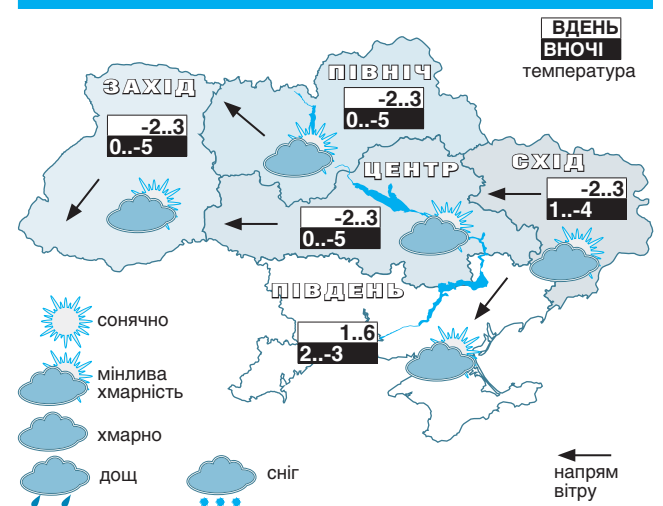 ВДЕНЬ
ВНОЧІ
температура
ЗАХІД
-2..3
0..-5
ПІВНІЧ
-2..3
0..-5
ЦЕНТР
-2..3
0..-5
СХІД
-2..3
1..-4
ПІВДЕНЬ
1..6
2..-3
сонячно
мінлива
хмарність
хмарно
дощ
сніг
напрям
вітру